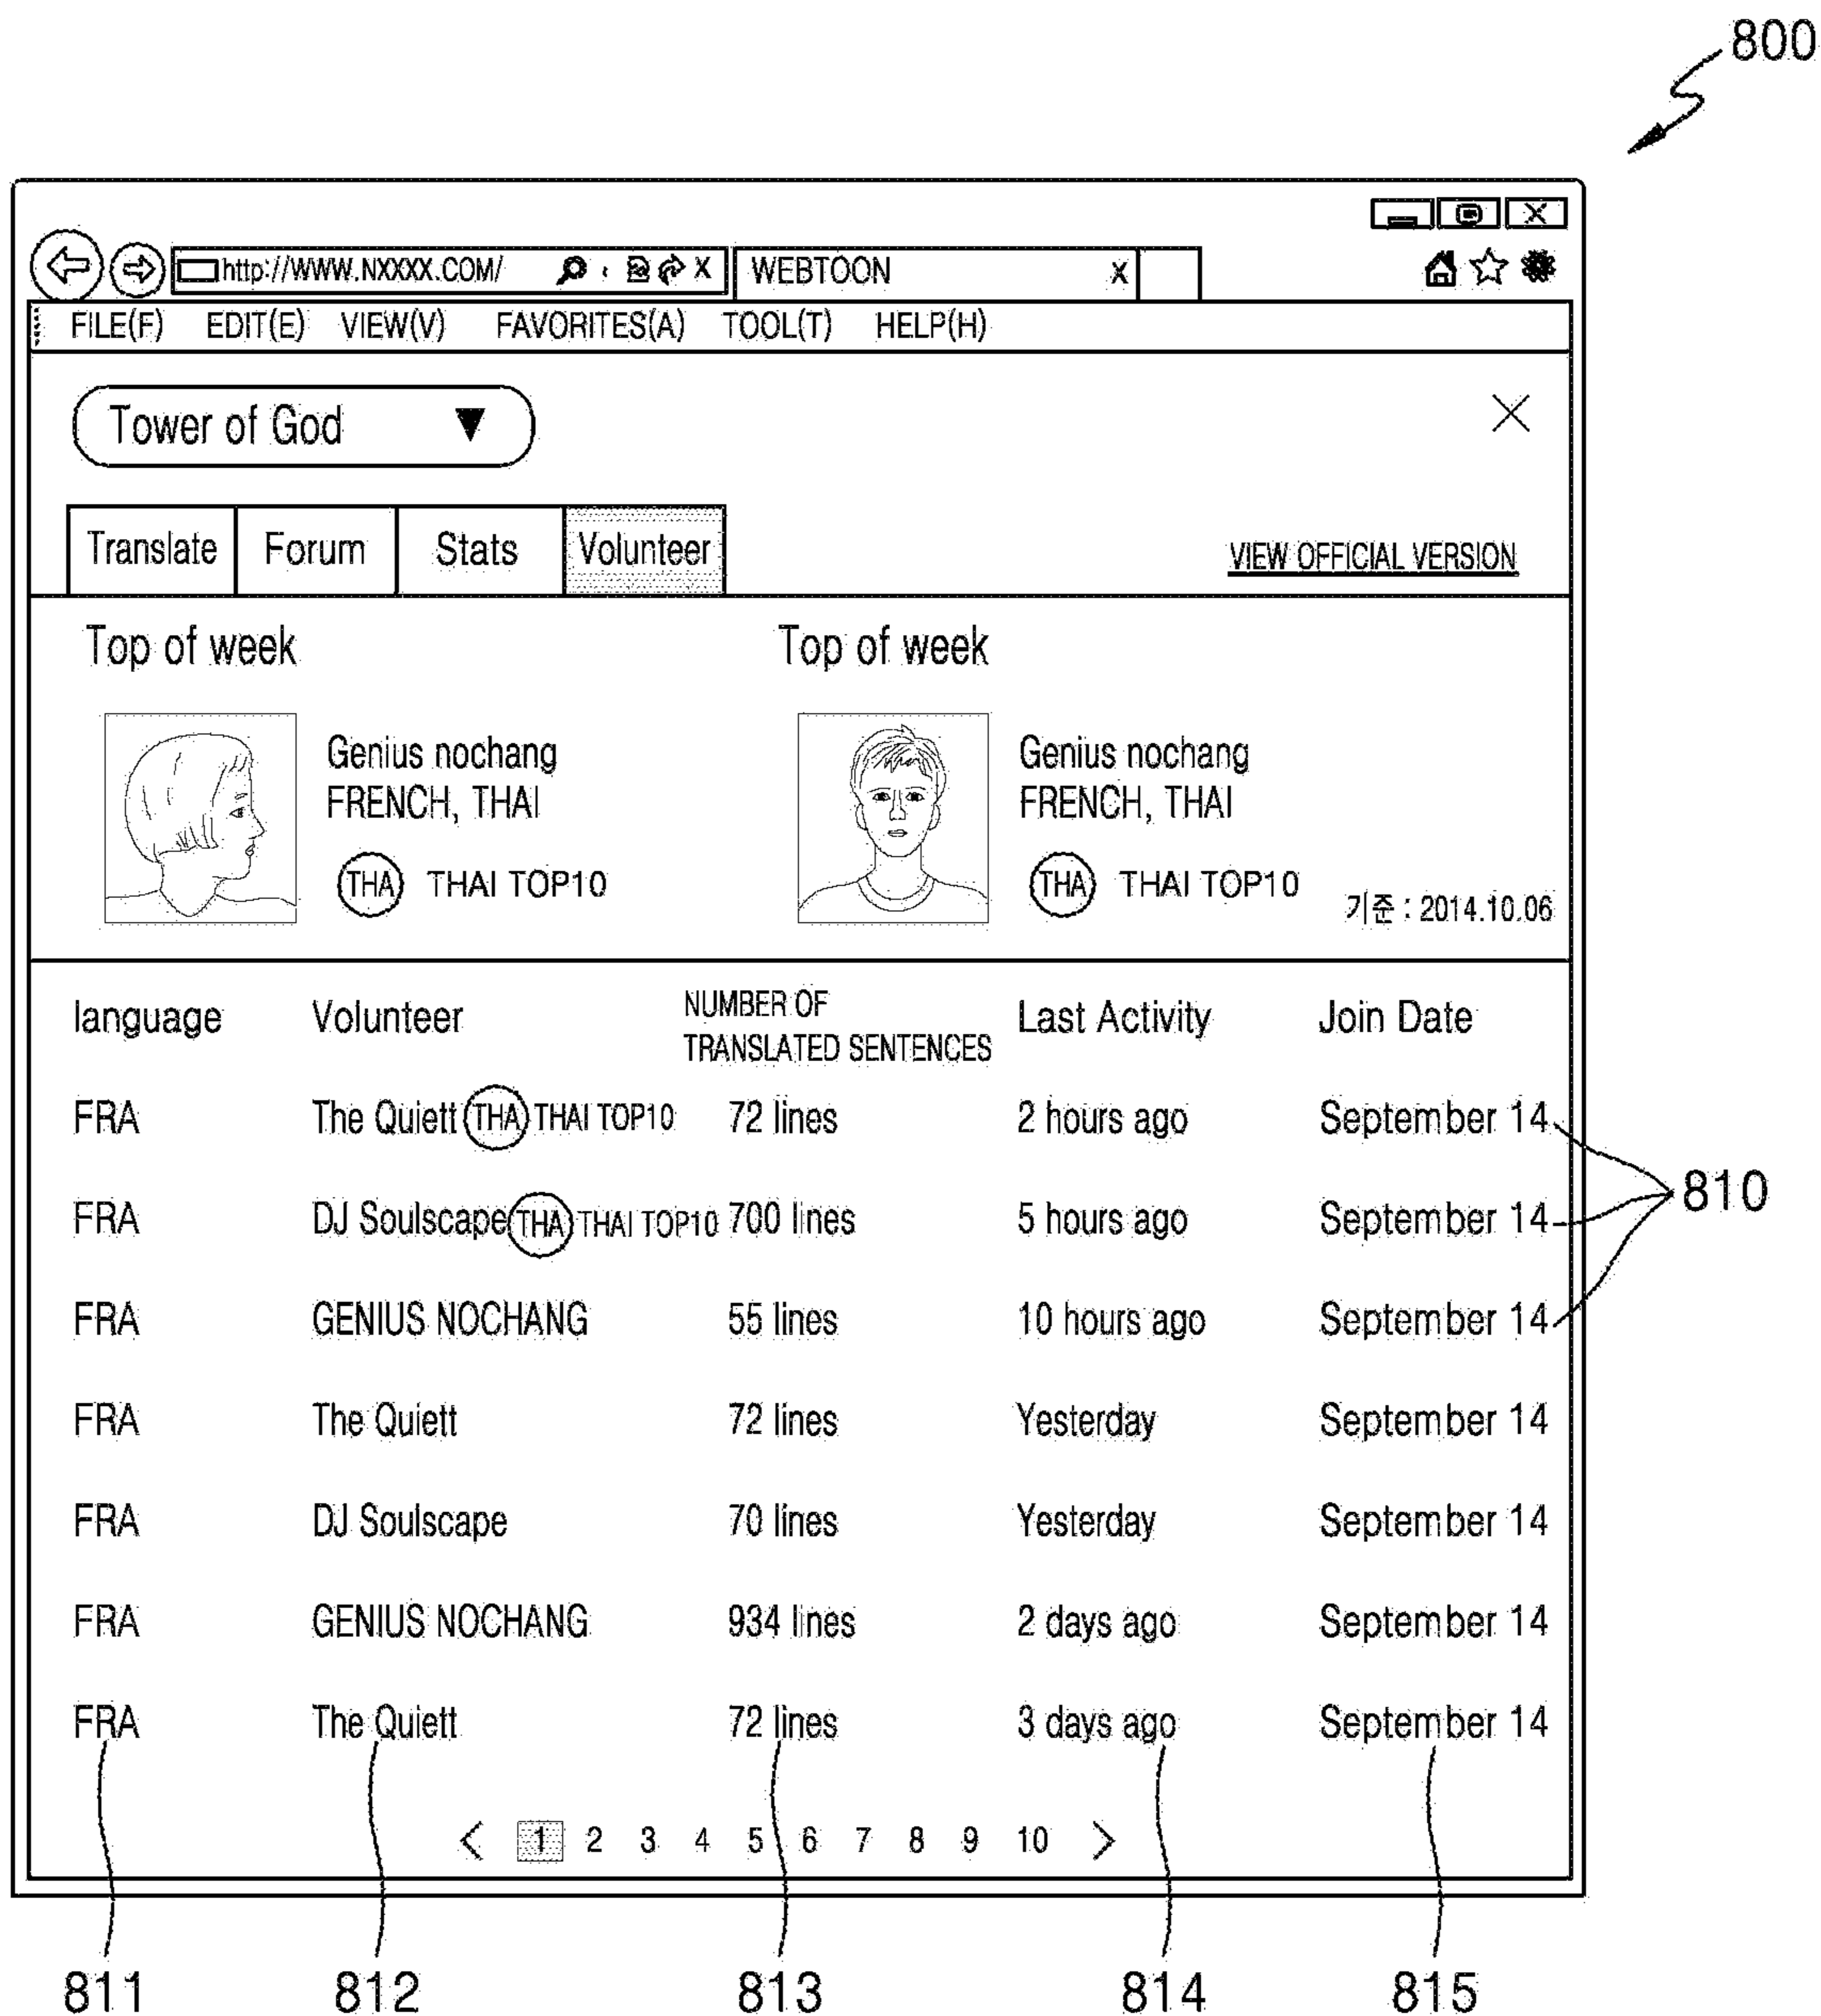 800
http://WWW.NXXXX.COM/ X WEBTOON X
FILE(F) EDIT(E) VIEW(V) FAVORITES(A) TOOL(T) HELP(H)
Tower of God ▼
Translate Forum Stats Volunteer VIEW OFFICIAL VERSION
Top of week Top of week
Genius nochang Genius nochang
FRENCH, THAI FRENCH, THAI
THA THAI TOP10 THA THAI TOP10
기준 : 2014.10.06
language Volunteer NUMBER OF TRANSLATED SENTENCES Last Activity Join Date
FRA The Quiett THA THAI TOP10 72 lines 2 hours ago September 14
810
FRA DJ Soulscape THA THAI TOP10 700 lines 5 hours ago September 14
FRA GENIUS NOCHANG 55 lines 10 hours ago September 14
FRA The Quiett 72 lines Yesterday September 14
FRA DJ Soulscape 70 lines Yesterday September 14
FRA GENIUS NOCHANG 934 lines 2 days ago September 14
FRA The Quiett 72 lines 3 days ago September 14
< 1 2 3 4 5 6 7 8 9 10 >
811 812 813 814 815